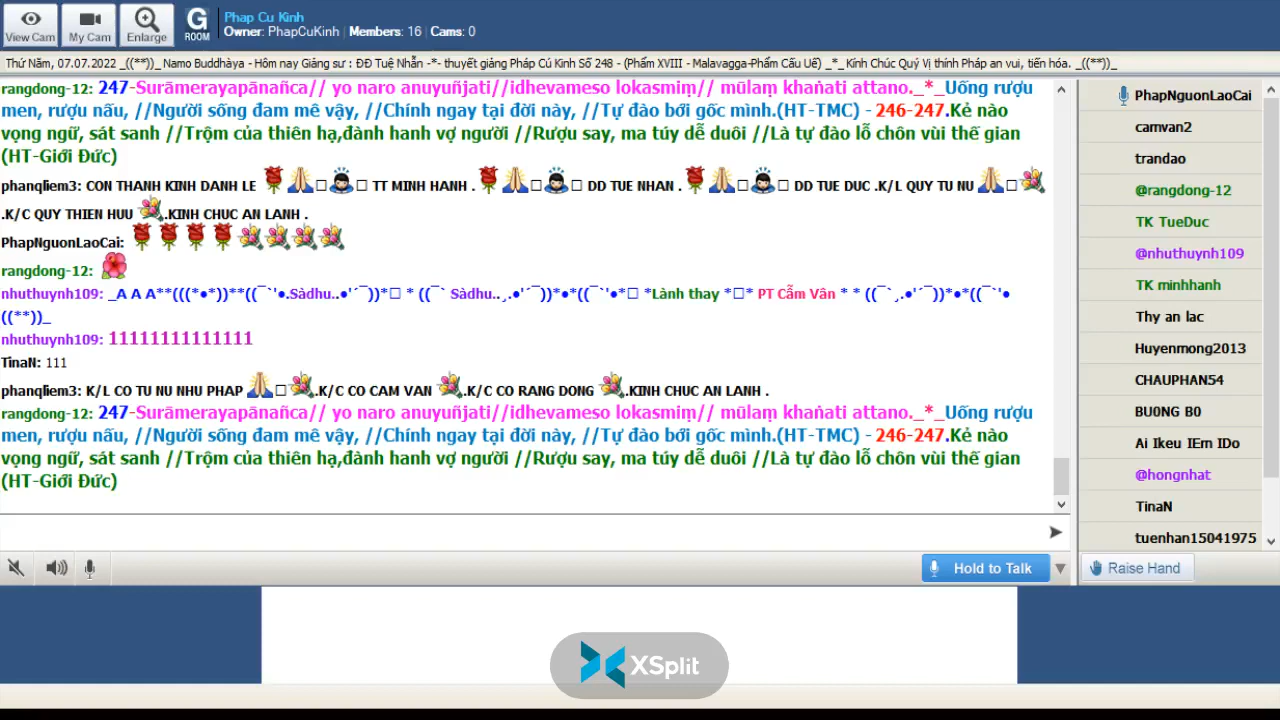 View Cam
My Cam
Enlarge
G
ROOM
Phap Cu Kinh
Owner: PhapCuKinh | Members: 16 | Cams: 0
Thứ Năm, 07.07.2022 _((**))_ Namo Buddhàya - Hôm nay Giảng sư : ĐĐ Tuệ Nhẫn -*- thuyết giảng Pháp Cú Kinh Số 248 - (Phẩm XVIII - Malavagga-Phẩm Cấu Uế) _*_ Kính Chúc Quý Vị thính Pháp an vui, tiến hóa. _((**))_
rangdong-12: 247-Surāmerayapānañca// yo naro anuyuñjati//idhevameso lokasmiṃ// mūlaṃ khaṅati attano._*_Uống rượu
men, rượu nấu, //Người sống đam mê vậy, //Chính ngay tại đời này, //Tự đào bới gốc mình.(HT-TMC) - 246-247.Kẻ nào
vọng ngữ, sát sanh //Trộm của thiên hạ,đành hanh vợ người //Rượu say, ma túy dễ duôi //Là tự đào lỗ chôn vùi thế gian
(HT-Giới Đức)
phanqliem3: CON THANH KINH DANH LE TT MINH HANH . DD TUE NHAN . DD TUE DUC .K/L QUY TU NU
.K/C QUY THIEN HUU .KINH CHUC AN LANH .
PhapNguonLaoCai:
rangdong-12:
nhuthuynh109: _A A A**(((*•*))**((¯`'•.Sàdhu..•'´¯))*□ * ((¯` Sàdhu..¸.•'´¯))*•*((¯`'•*□ *Lành thay *□* PT Cẫm Vân * * ((¯`¸.•'´¯))*•*((¯`'•
((**))_
nhuthuynh109: 11111111111111
TinaN: 111
phanqliem3: K/L CO TU NU NHU PHAP .K/C CO CAM VAN .K/C CO RANG DONG .KINH CHUC AN LANH .
rangdong-12: 247-Surāmerayapānañca// yo naro anuyuñjati//idhevameso lokasmiṃ// mūlaṃ khaṅati attano._*_Uống rượu
men, rượu nấu, //Người sống đam mê vậy, //Chính ngay tại đời này, //Tự đào bới gốc mình.(HT-TMC) - 246-247.Kẻ nào
vọng ngữ, sát sanh //Trộm của thiên hạ,đành hanh vợ người //Rượu say, ma túy dễ duôi //Là tự đào lỗ chôn vùi thế gian
(HT-Giới Đức)
PhapNguonLaoCai
camvan2
trandao
@rangdong-12
TK TueDuc
@nhuthuynh109
TK minhhanh
Thy an lac
Huyenmong2013
CHAUPHAN54
BU0NG B0
Ai Ikeu IEm IDo
@hongnhat
TinaN
tuenhan15041975
Hold to Talk
Raise Hand
XSplit